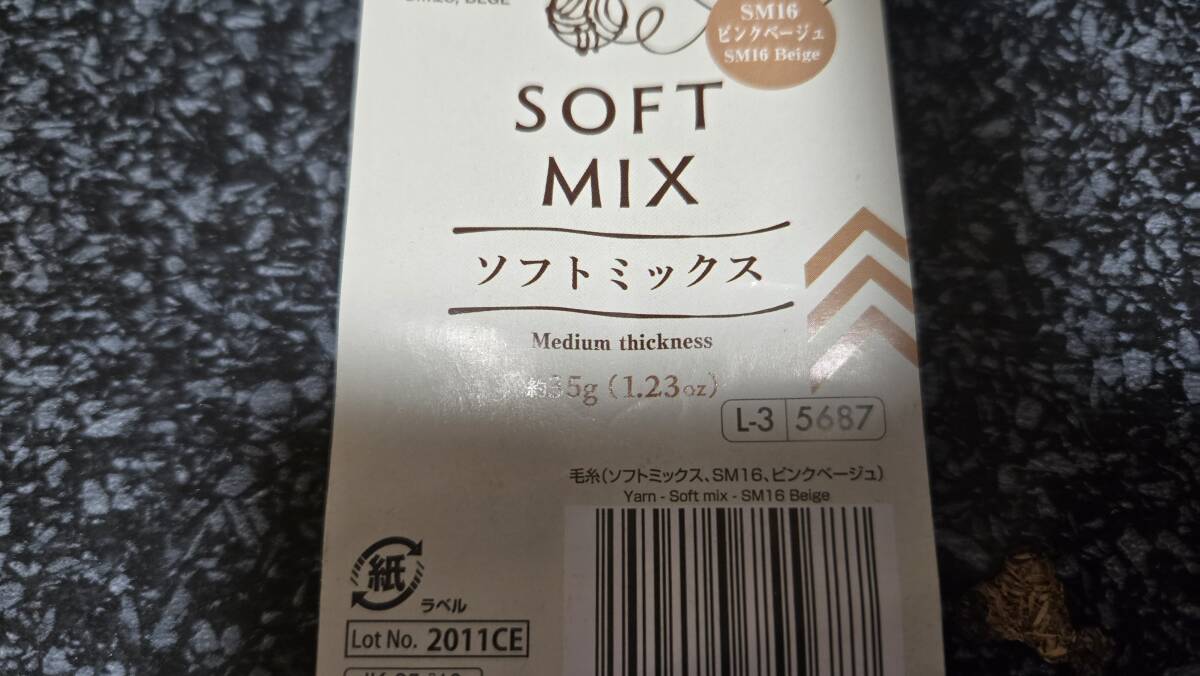 SM16
ピンクベージュ
SM16 Beige
SOFT
MIX
ソフトミックス
Medium thickness
約35g (1.23oz)
L-3 5687
毛糸(ソフトミックス、SM16、ピンクベージュ)
Yarn - Soft mix - SM16 Beige
紙
ラベル
Lot No. 2011CE